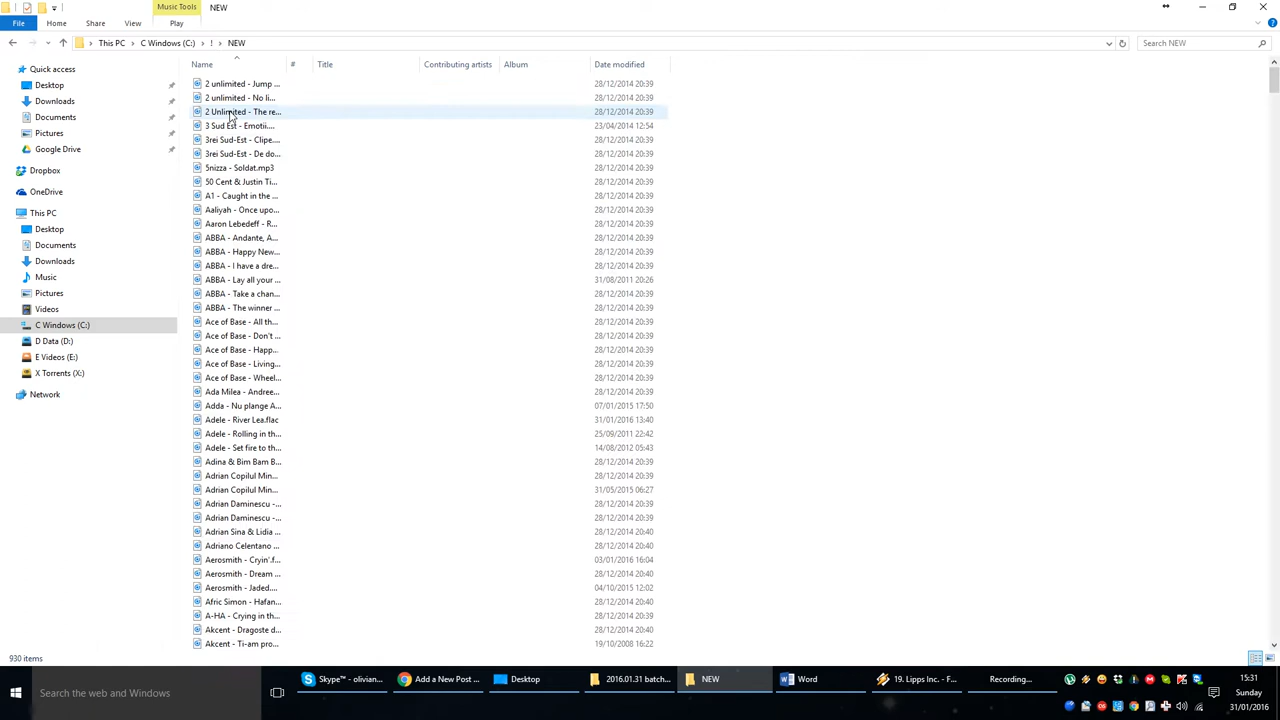 Music Tools
NEW
File
Home
Share
View
Play
This PC
C Windows (C:)
!
NEW
Search NEW
Name
#
Title
Contributing artists
Album
Date modified
Quick access
Desktop
Downloads
Documents
Pictures
Google Drive
Dropbox
OneDrive
This PC
Desktop
Documents
Downloads
Music
Pictures
Videos
C Windows (C:)
D Data (D:)
E Videos (E:)
X Torrents (X:)
Network
2 unlimited - Jump ... 28/12/2014 20:39
2 unlimited - No li... 28/12/2014 20:39
2 Unlimited - The re... 28/12/2014 20:39
3 Sud Est - Emotii.... 23/04/2014 12:54
3rei Sud-Est - Clipe.... 28/12/2014 20:39
3rei Sud-Est - De do... 28/12/2014 20:39
5nizza - Soldat.mp3 28/12/2014 20:39
50 Cent & Justin Ti... 28/12/2014 20:39
A1 - Caught in the ... 28/12/2014 20:39
Aaliyah - Once upo... 28/12/2014 20:39
Aaron Lebedeff - R... 28/12/2014 20:39
ABBA - Andante, A... 28/12/2014 20:39
ABBA - Happy New... 28/12/2014 20:39
ABBA - I have a dre... 28/12/2014 20:39
ABBA - Lay all your ... 31/08/2011 20:26
ABBA - Take a chan... 28/12/2014 20:39
ABBA - The winner ... 28/12/2014 20:39
Ace of Base - All th... 28/12/2014 20:39
Ace of Base - Don't ... 28/12/2014 20:39
Ace of Base - Happ... 28/12/2014 20:39
Ace of Base - Living... 28/12/2014 20:39
Ace of Base - Wheel... 28/12/2014 20:39
Ada Milea - Andree... 28/12/2014 20:39
Adda - Nu plange A... 07/01/2015 17:50
Adele - River Lea.flac 31/01/2016 13:40
Adele - Rolling in th... 25/09/2011 22:42
Adele - Set fire to th... 14/08/2012 05:43
Adina & Bim Bam B... 28/12/2014 20:39
Adrian Copilul Min... 28/12/2014 20:39
Adrian Copilul Min... 31/05/2015 06:27
Adrian Daminescu -... 28/12/2014 20:39
Adrian Daminescu -... 28/12/2014 20:39
Adrian Sina & Lidia ... 28/12/2014 20:40
Adriano Celentano ... 28/12/2014 20:40
Aerosmith - Cryin'.f... 03/01/2016 16:04
Aerosmith - Dream ... 28/12/2014 20:40
Aerosmith - Jaded.... 04/10/2015 12:02
Afric Simon - Hafan... 28/12/2014 20:40
A-HA - Crying in th... 28/12/2014 20:39
Akcent - Dragoste d... 28/12/2014 20:40
Akcent - Ti-am pro... 19/10/2008 16:22
930 items
Search the web and Windows
Skype™ - olivian...
Add a New Post ...
Desktop
2016.01.31 batch...
NEW
Word
19. Lipps Inc. - F...
Recording...
15:31
Sunday
31/01/2016